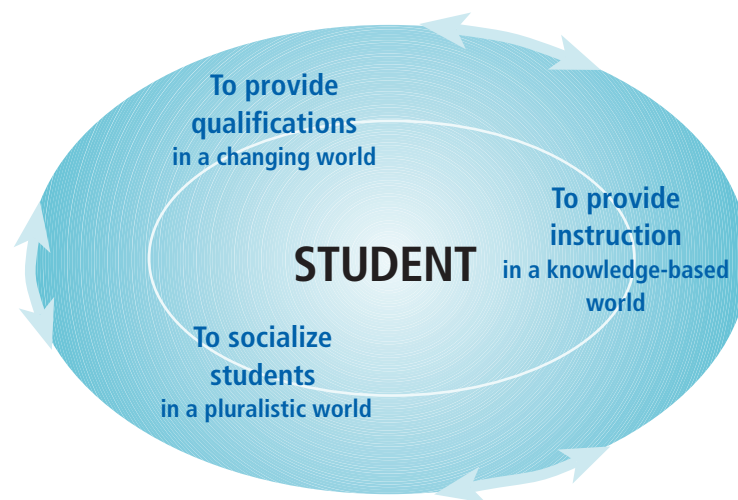 To provide
qualifications
in a changing world
To provide
instruction
in a knowledge-based
world
STUDENT
To socialize
students
in a pluralistic world